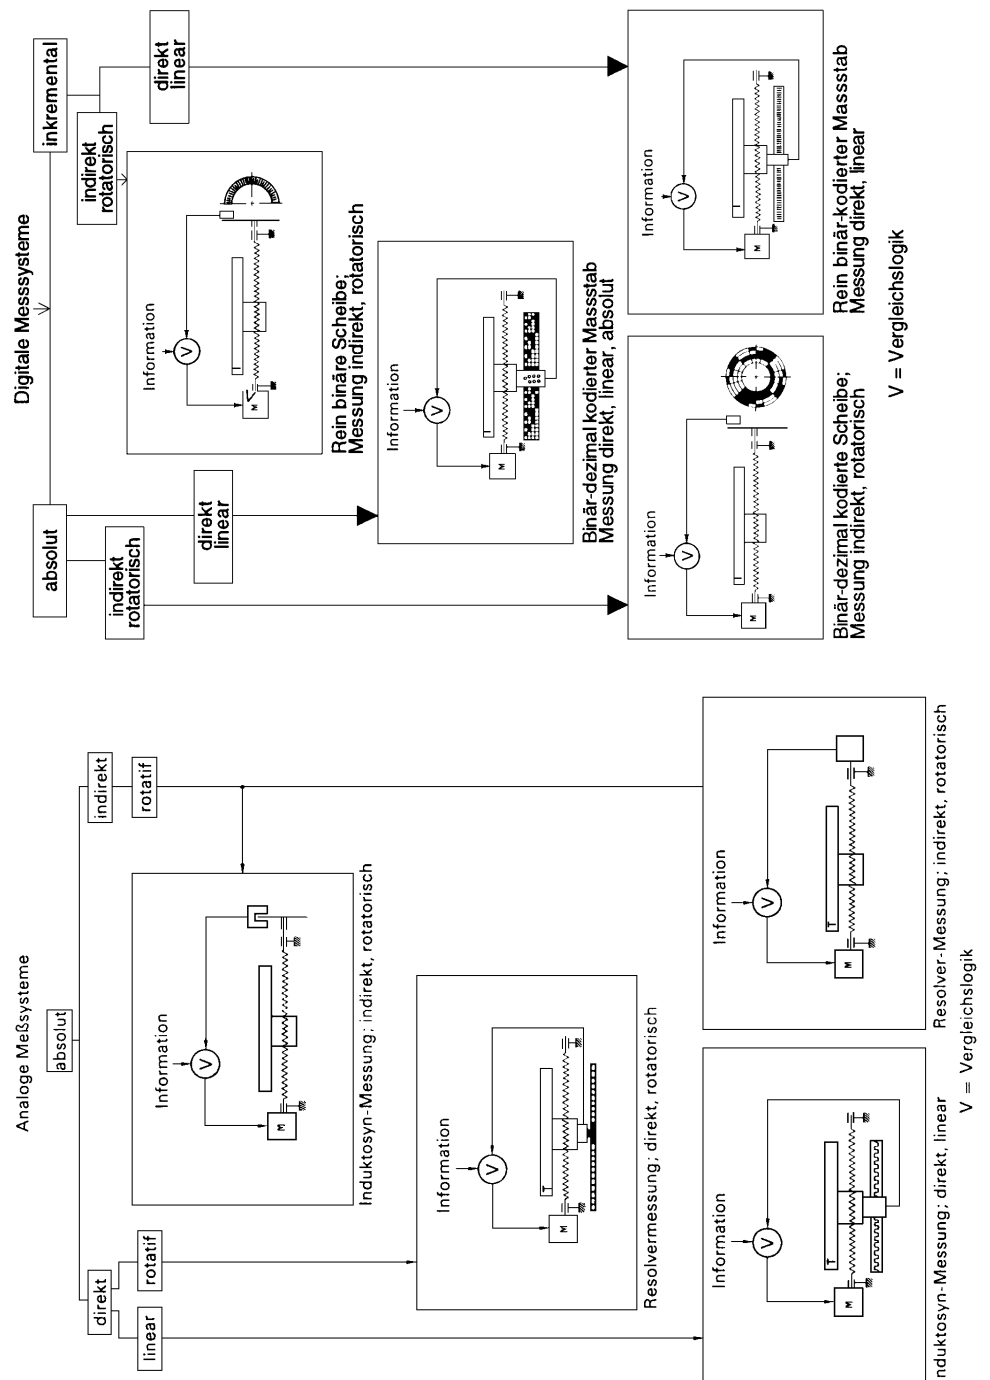 Digitale Messsysteme
absolut
inkremental
indirekt
rotatorisch
direkt
linear
indirekt
rotatorisch
direkt
linear
Information
V
M
Rein binäre Scheibe;
Messung indirekt, rotatorisch
Information
V
M
T
Binär-dezimal kodierter Massstab
Messung direkt, linear, absolut
Information
V
M
T
Binär-dezimal kodierte Scheibe;
Messung indirekt, rotatorisch
Information
V
M
T
Rein binär-kodierter Massstab
Messung direkt, linear
V = Vergleichslogik
Analoge Meßsysteme
absolut
direkt
indirekt
linear
rotatif
rotatif
Information
V
M
Induktosyn-Messung; indirekt, rotatorisch
Information
V
M
T
Resolvermessung; direkt, rotatorisch
Information
V
M
T
nduktosyn-Messung; direkt, linear
Information
V
M
T
Resolver-Messung; indirekt, rotatorisch
V = Vergleichslogik